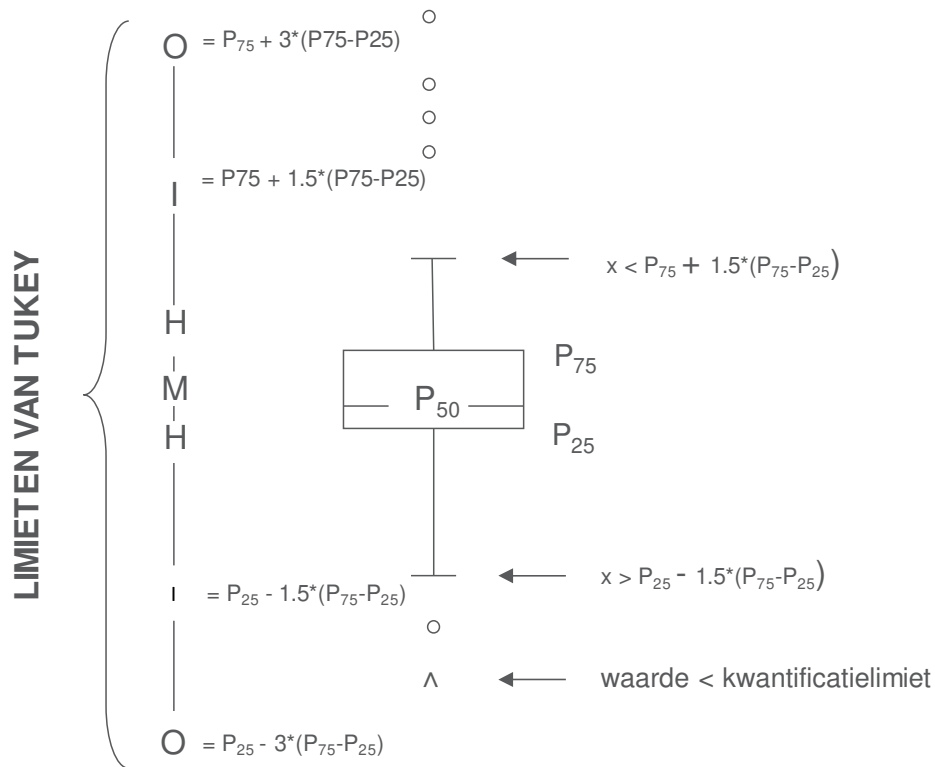 LIMIETEN VAN TUKEY
O = P75 + 3*(P75-P25)
I = P75 + 1.5*(P75-P25)
H
M
H
I = P25 - 1.5*(P75-P25)
O = P25 - 3*(P75-P25)
x < P75 + 1.5*(P75-P25)
P75
P50
P25
x > P25 - 1.5*(P75-P25)
^ waarde < kwantificatielimiet